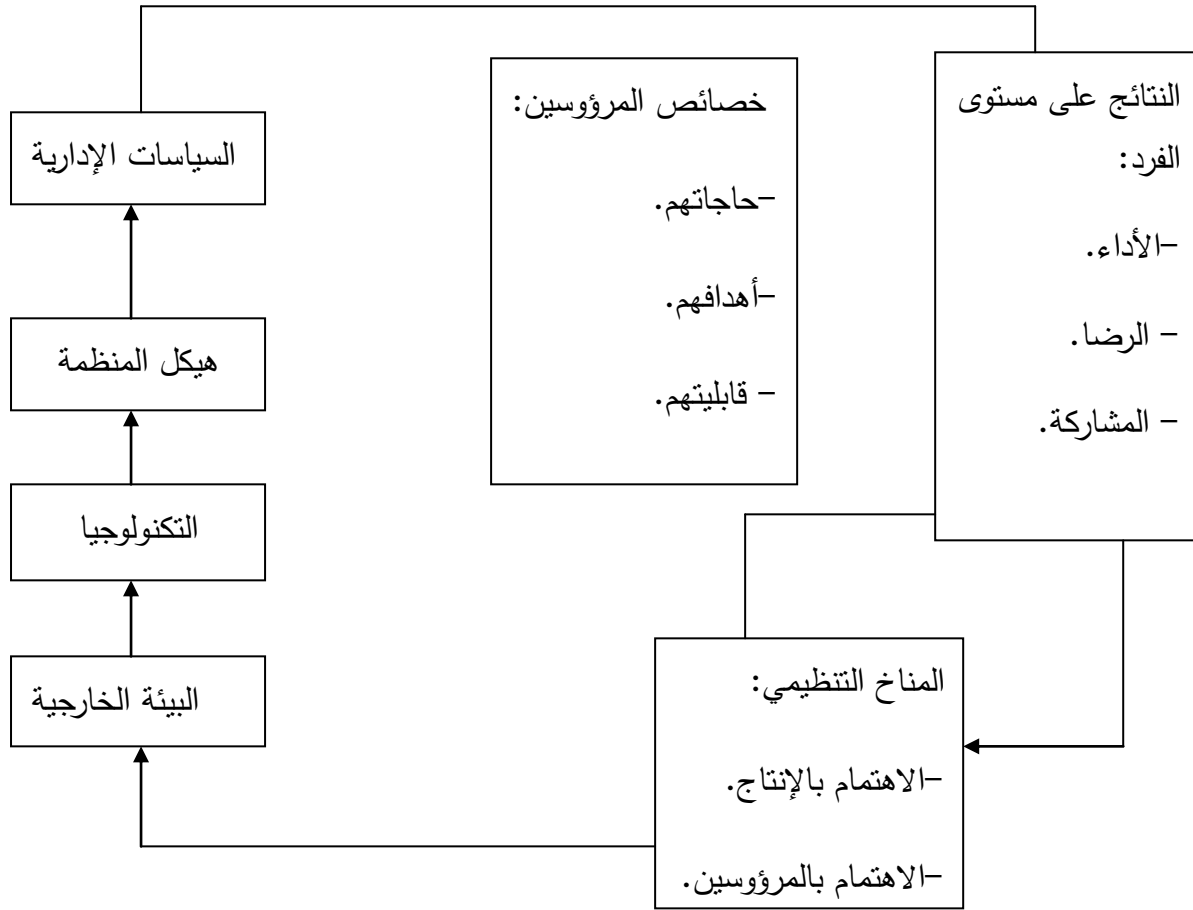 النتائج على مستوى
الفرد:
-الأداء.
- الرضا.
- المشاركة.
خصائص المرؤوسين:
-حاجاتهم.
-أهدافهم.
- قابليتهم.
السياسات الإدارية
هيكل المنظمة
التكنولوجيا
البيئة الخارجية
المناخ التنظيمي:
-الاهتمام بالإنتاج.
-الاهتمام بالمرؤوسين.